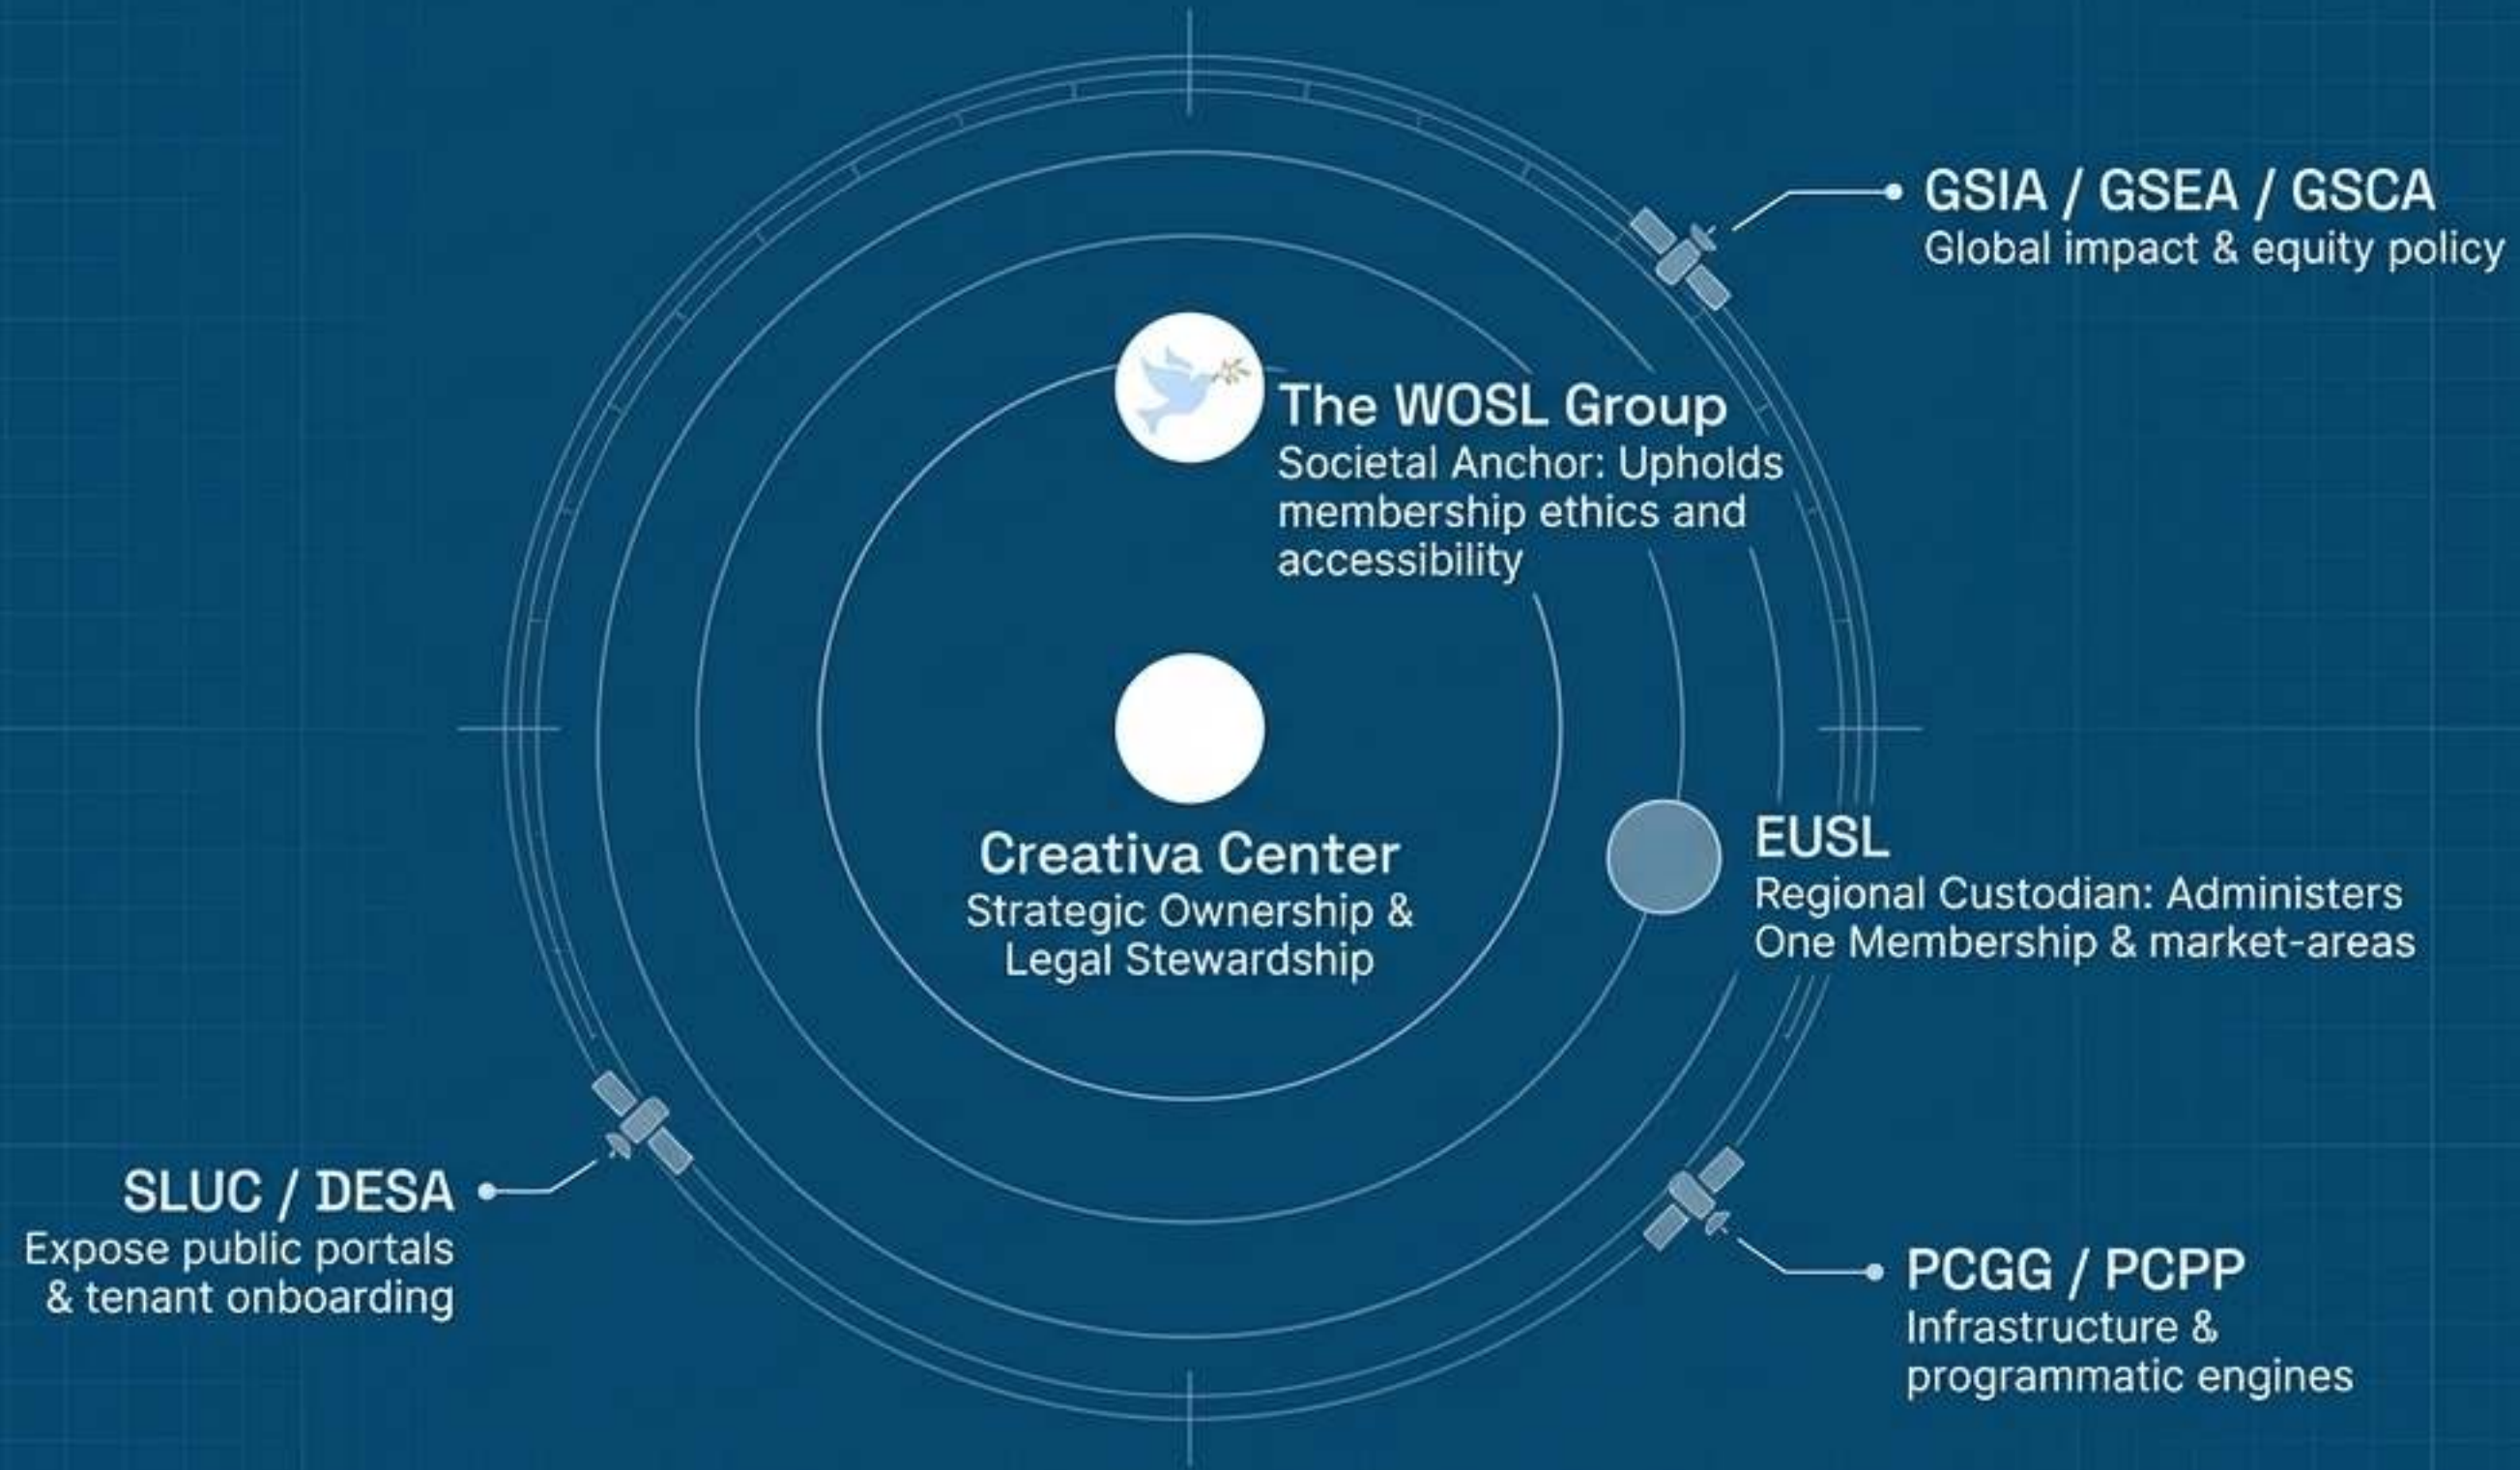 GSIA / GSEA / GSCA
Global impact & equity policy
The WOSL Group
Societal Anchor: Upholds
membership ethics and
accessibility
Creativa Center
Strategic Ownership &
Legal Stewardship
EUSL
Regional Custodian: Administers
One Membership & market-areas
SLUC / DESA
Expose public portals
& tenant onboarding
PCGG / PCPP
Infrastructure &
programmatic engines